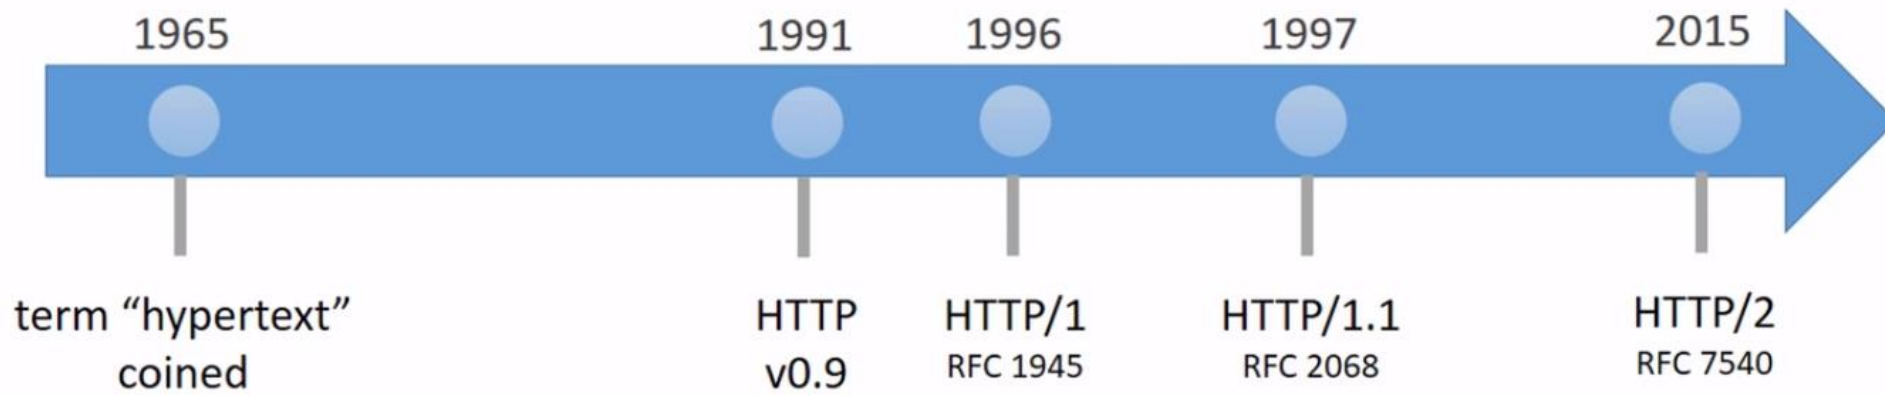 1965
1991
1996
1997
2015
term “hypertext”
coined
HTTP
v0.9
HTTP/1
RFC 1945
HTTP/1.1
RFC 2068
HTTP/2
RFC 7540